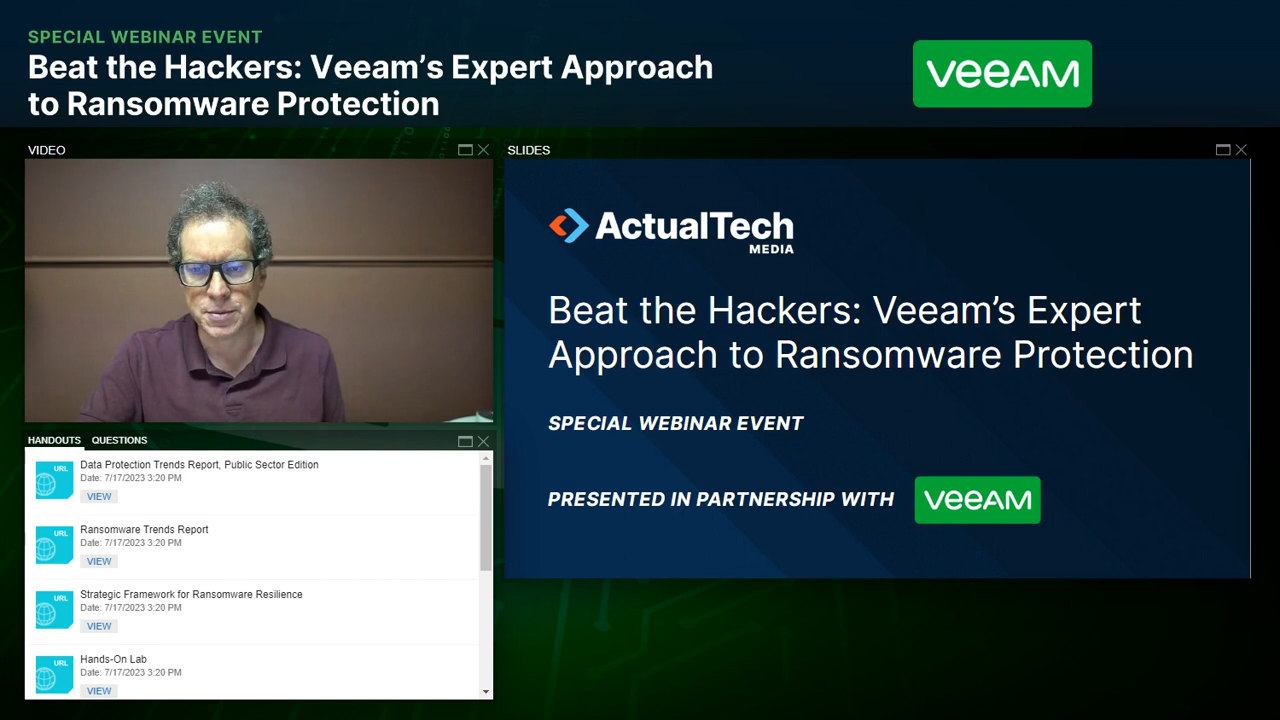 SPECIAL WEBINAR EVENT
Beat the Hackers: Veeam’s Expert Approach
to Ransomware Protection
veeAM
VIDEO
SLIDES
ActualTech
MEDIA
Beat the Hackers: Veeam’s Expert
Approach to Ransomware Protection
SPECIAL WEBINAR EVENT
PRESENTED IN PARTNERSHIP WITH
veeAM
HANDOUTS QUESTIONS
URL
Data Protection Trends Report, Public Sector Edition
Date: 7/17/2023 3:20 PM
VIEW
URL
Ransomware Trends Report
Date: 7/17/2023 3:20 PM
VIEW
URL
Strategic Framework for Ransomware Resilience
Date: 7/17/2023 3:20 PM
VIEW
URL
Hands-On Lab
Date: 7/17/2023 3:20 PM
VIEW